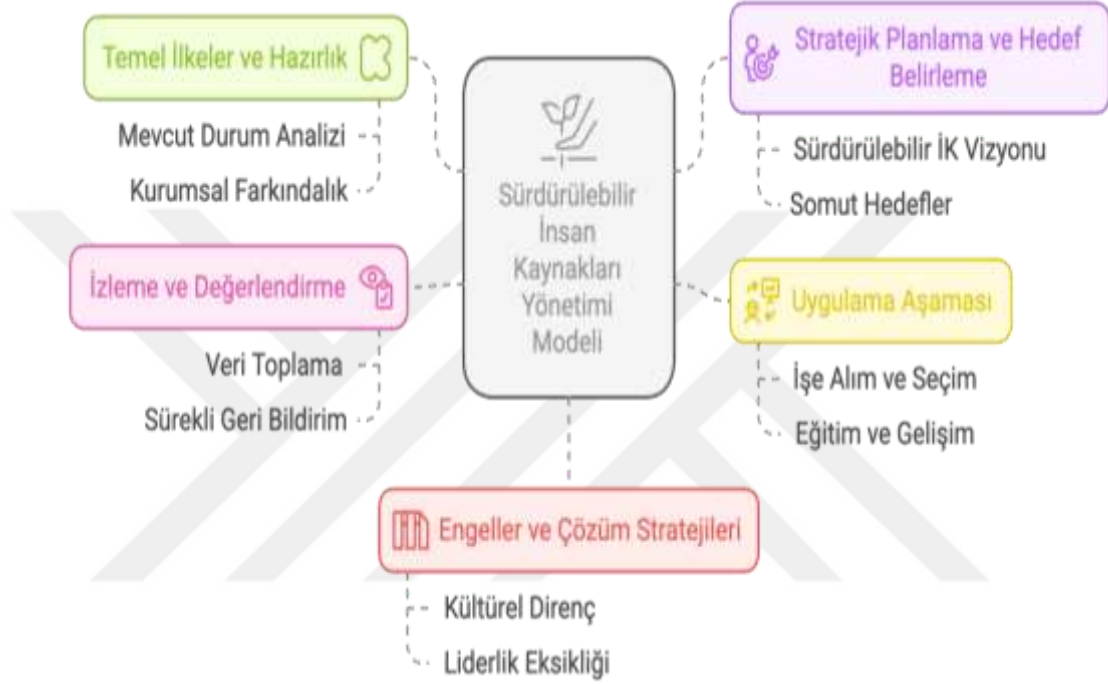 Temel İlkeler ve Hazırlık
Mevcut Durum Analizi
Kurumsal Farkındalık
İzleme ve Değerlendirme
Veri Toplama
Sürekli Geri Bildirim
Sürdürülebilir
İnsan
Kaynakları
Yönetimi
Modeli
Stratejik Planlama ve Hedef
Belirleme
Sürdürülebilir İK Vizyonu
Somut Hedefler
Uygulama Aşaması
İşe Alım ve Seçim
Eğitim ve Gelişim
Engeller ve Çözüm Stratejileri
Kültürel Direnç
Liderlik Eksikliği